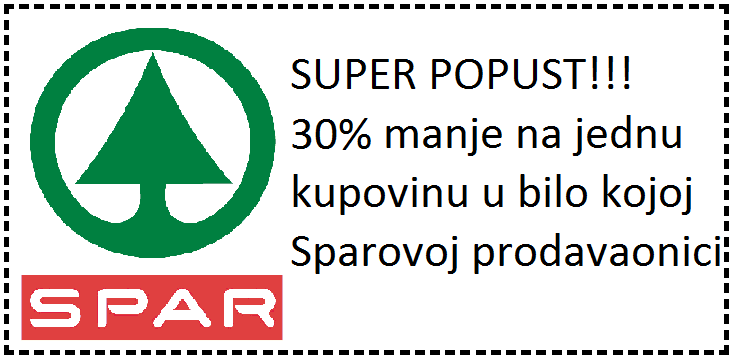 SUPER POPUST!!!
30% manje na jednu
kupovinu u bilo kojoj
Sparovoj prodavaonici
SPAR